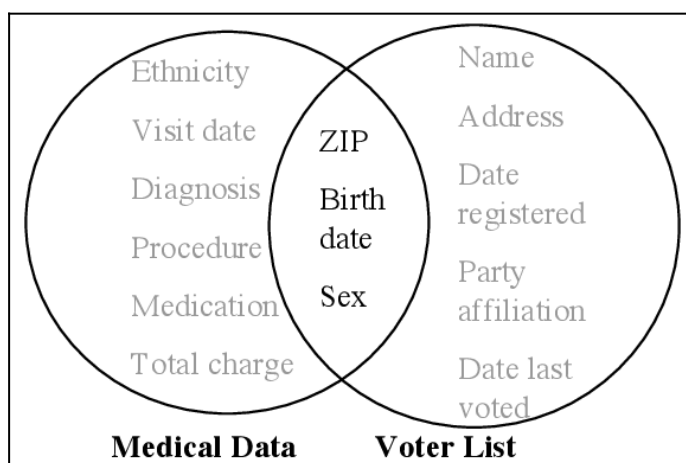 Ethnicity
Visit date
Diagnosis
Procedure
Medication
Total charge
ZIP
Birth
date
Sex
Name
Address
Date
registered
Party
affiliation
Date last
voted
Medical Data
Voter List